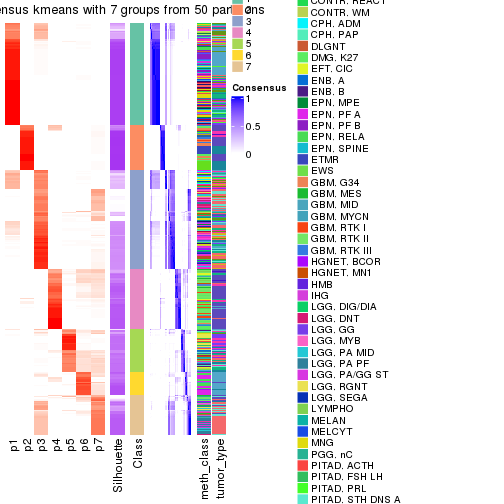 nsus kmeans with 7 groups from 50 par
ons
2
3
4
5
6
7
Consensus
1
0.5
0
p1
p2
p3
p4
p5
p6
p7
Silhouette
Class
meth_class
tumor_type
CONTR. REACT
CONTR. WM
CPH. ADM
CPH. PAP
DLGNT
DMG. K27
EFT. CIC
ENB. A
ENB. B
EPN. MPE
EPN. PF A
EPN. PF B
EPN. RELA
EPN. SPINE
ETMR
EWS
GBM. G34
GBM. MES
GBM. MID
GBM. MYCN
GBM. RTK I
GBM. RTK II
GBM. RTK III
HGNET. BCOR
HGNET. MN1
HMB
IHG
LGG. DIG/DIA
LGG. DNT
LGG. GG
LGG. MYB
LGG. PA MID
LGG. PA PF
LGG. PA/GG ST
LGG. RGNT
LGG. SEGA
LYMPHO
MELAN
MELCYT
MNG
PGG. nC
PITAD. ACTH
PITAD. FSH LH
PITAD. PRL
PITAD. STH DNS A